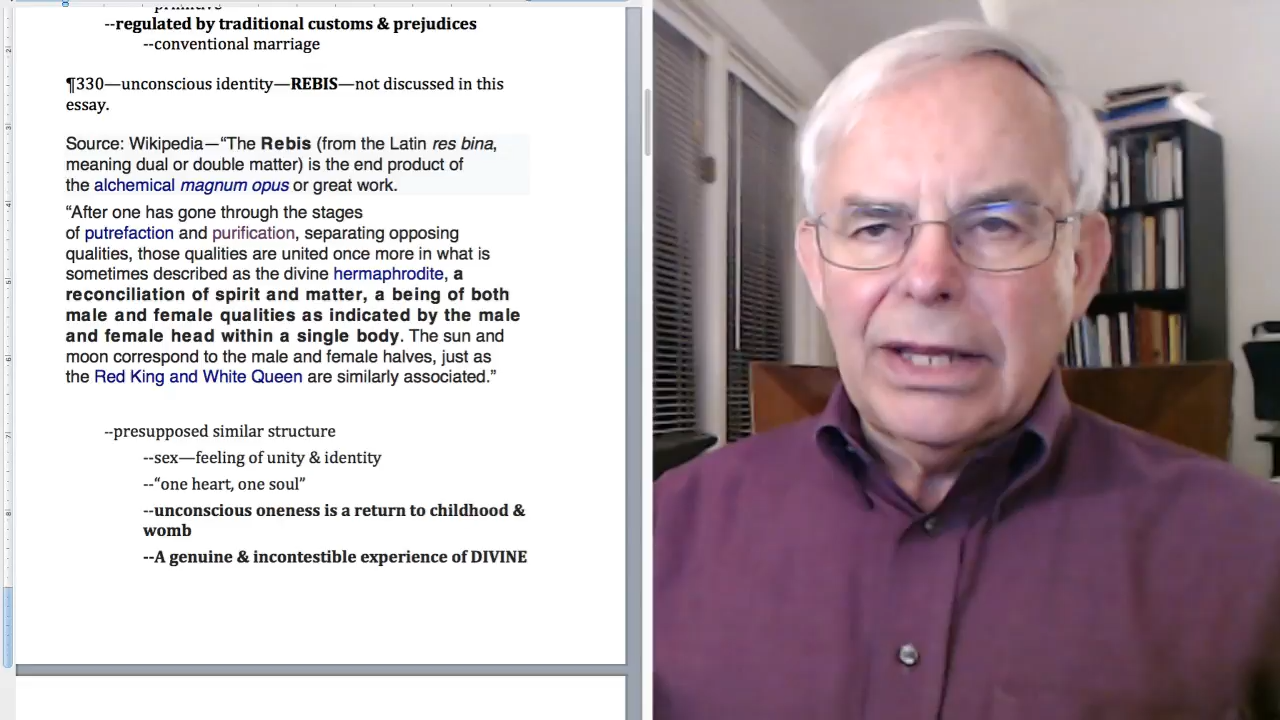 --primitive
--regulated by traditional customs & prejudices
--conventional marriage
¶330—unconscious identity—REBIS—not discussed in this
essay.
Source: Wikipedia—“The Rebis (from the Latin res bina,
meaning dual or double matter) is the end product of
the alchemical magnum opus or great work.
“After one has gone through the stages
of putrefaction and purification, separating opposing
qualities, those qualities are united once more in what is
sometimes described as the divine hermaphrodite, a
reconciliation of spirit and matter, a being of both
male and female qualities as indicated by the male
and female head within a single body. The sun and
moon correspond to the male and female halves, just as
the Red King and White Queen are similarly associated.”
--presupposed similar structure
--sex—feeling of unity & identity
--“one heart, one soul”
--unconscious oneness is a return to childhood &
womb
--A genuine & incontestible experience of DIVINE